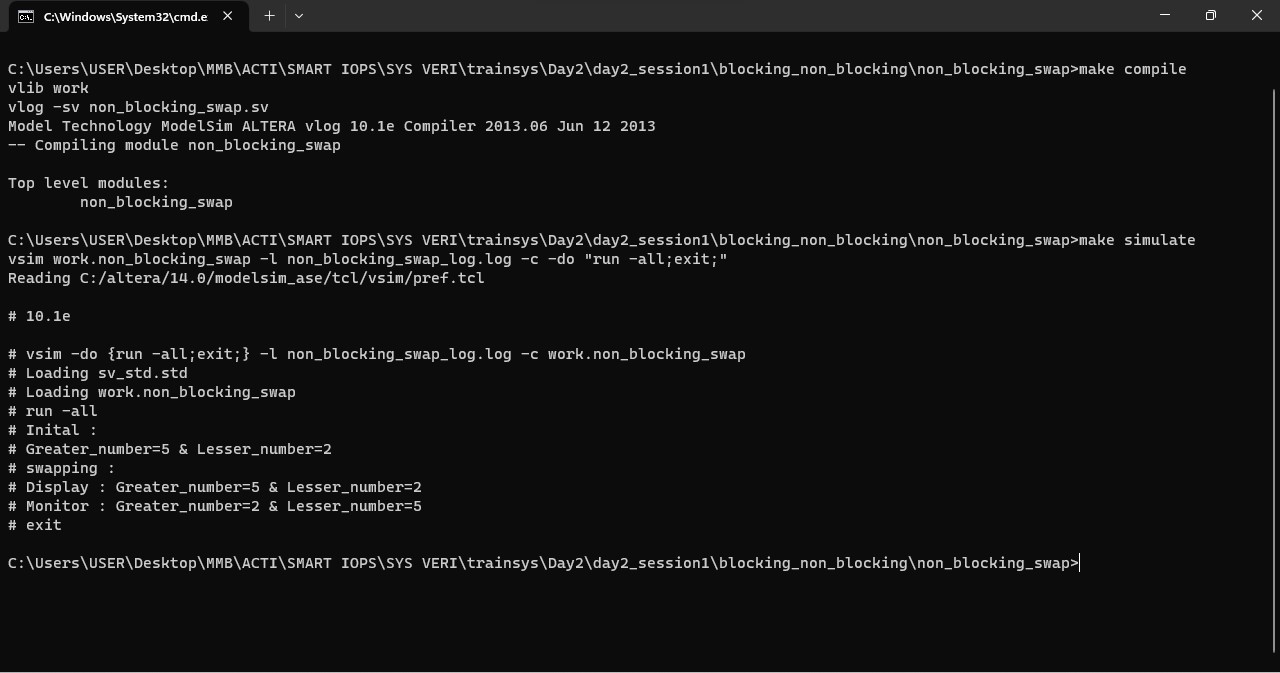 C:\Windows\System32\cmd.e
C:\Users\USER\Desktop\MMB\ACTI\SMART IOPS\SYS VERI\trainsys\Day2\day2_session1\blocking_non_blocking\non_blocking_swap>make compile
vlib work
vlog -sv non_blocking_swap.sv
Model Technology ModelSim ALTERA vlog 10.1e Compiler 2013.06 Jun 12 2013
-- Compiling module non_blocking_swap
Top level modules:
non_blocking_swap
C:\Users\USER\Desktop\MMB\ACTI\SMART IOPS\SYS VERI\trainsys\Day2\day2_session1\blocking_non_blocking\non_blocking_swap>make simulate
vsim work.non_blocking_swap -l non_blocking_swap_log.log -c -do "run -all;exit;"
Reading C:/altera/14.0/modelsim_ase/tcl/vsim/pref.tcl
# 10.1e
# vsim -do {run -all;exit;} -l non_blocking_swap_log.log -c work.non_blocking_swap
# Loading sv_std.std
# Loading work.non_blocking_swap
# run -all
# Inital :
# Greater_number=5 & Lesser_number=2
# swapping :
# Display : Greater_number=5 & Lesser_number=2
# Monitor : Greater_number=2 & Lesser_number=5
# exit
C:\Users\USER\Desktop\MMB\ACTI\SMART IOPS\SYS VERI\trainsys\Day2\day2_session1\blocking_non_blocking\non_blocking_swap>